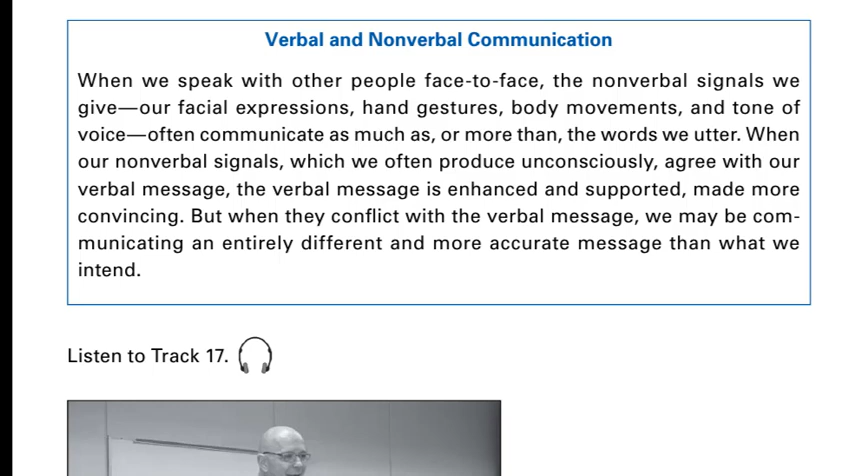 Verbal and Nonverbal Communication
When we speak with other people face-to-face, the nonverbal signals we
give—our facial expressions, hand gestures, body movements, and tone of
voice—often communicate as much as, or more than, the words we utter. When
our nonverbal signals, which we often produce unconsciously, agree with our
verbal message, the verbal message is enhanced and supported, made more
convincing. But when they conflict with the verbal message, we may be com-
municating an entirely different and more accurate message than what we
intend.
Listen to Track 17.